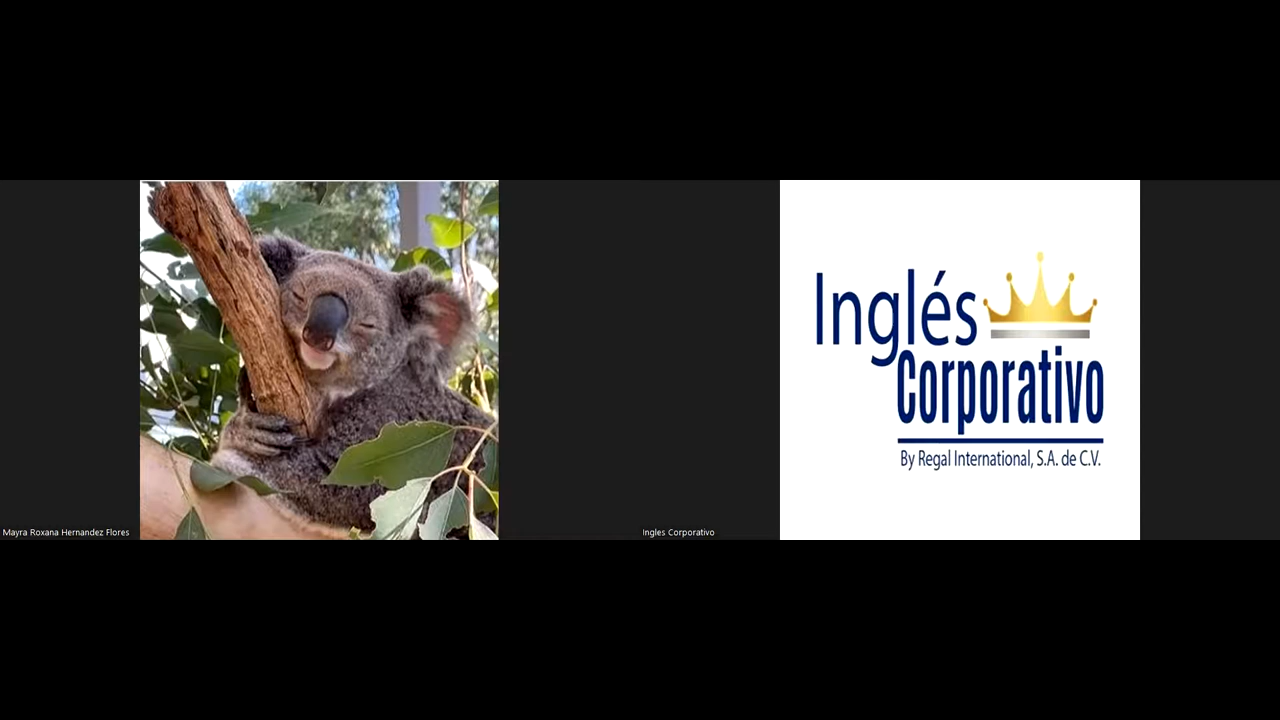 Inglés
Corporativo
By Regal International, S.A. de C.V.
Mayra Roxana Hernandez Flores
Ingles Corporativo